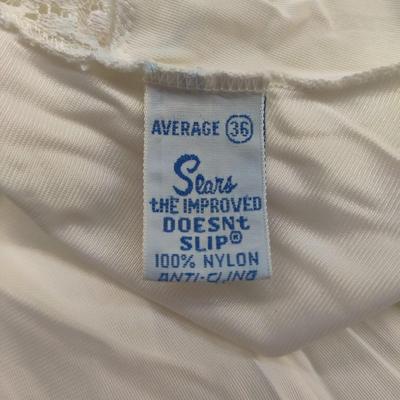 AVERAGE 36
Sears
tHE IMPROVED
DOESNt
SLIP®
100% NYLON
ANTI-CLING